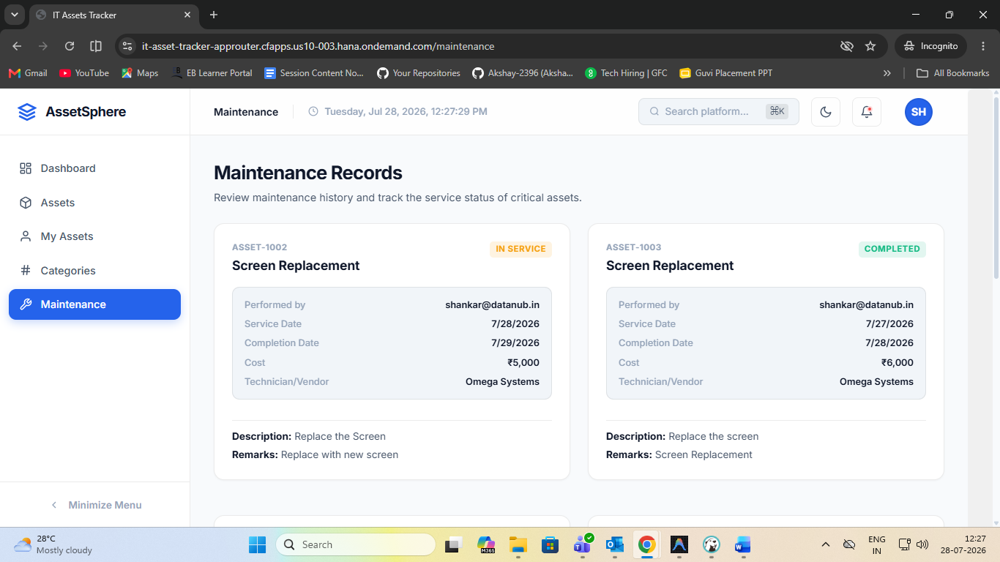 IT Assets Tracker
it-asset-tracker-approuter.cfapps.us10-003.hana.ondemand.com/maintenance
Incognito
Gmail
YouTube
Maps
EB Learner Portal
Session Content No...
Your Repositories
Akshay-2396 (Aksha...
Tech Hiring | GFC
Guvi Placement PPT
All Bookmarks
AssetSphere
Maintenance
Tuesday, Jul 28, 2026, 12:27:29 PM
Search platform...
⌘K
SH
Dashboard
Assets
My Assets
Categories
Maintenance
Minimize Menu
Maintenance Records
Review maintenance history and track the service status of critical assets.
ASSET-1002
IN SERVICE
Screen Replacement
Performed by shankar@datanub.in
Service Date 7/28/2026
Completion Date 7/29/2026
Cost ₹5,000
Technician/Vendor Omega Systems
Description: Replace the Screen
Remarks: Replace with new screen
ASSET-1003
COMPLETED
Screen Replacement
Performed by shankar@datanub.in
Service Date 7/27/2026
Completion Date 7/28/2026
Cost ₹6,000
Technician/Vendor Omega Systems
Description: Replace the screen
Remarks: Screen Replacement
28°C
Mostly cloudy
Search
M365
ENG
IN
12:27
28-07-2026